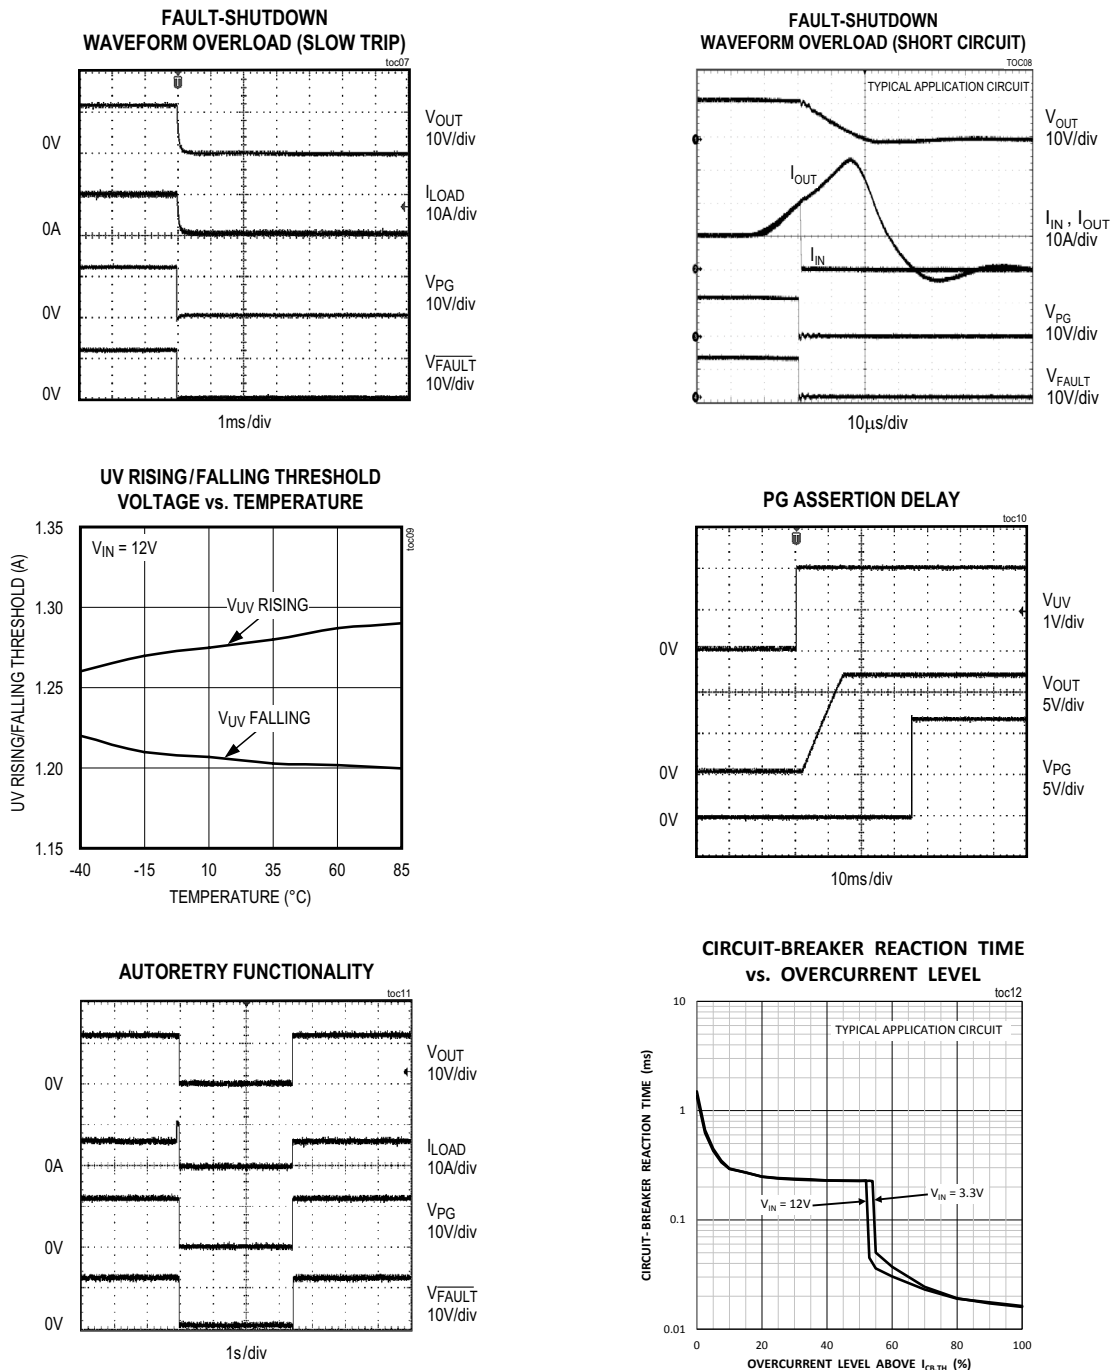 FAULT-SHUTDOWN
WAVEFORM OVERLOAD (SLOW TRIP)
toc07
0V
VOUT
10V/div
0A
ILOAD
10A/div
0V
VPG
10V/div
0V
VFAULT
10V/div
1ms/div
FAULT-SHUTDOWN
WAVEFORM OVERLOAD (SHORT CIRCUIT)
TOC08
TYPICAL APPLICATION CIRCUIT
VOUT
10V/div
IOUT
IIN , IOUT
10A/div
IIN
VPG
10V/div
VFAULT
10V/div
10µs/div
UV RISING/FALLING THRESHOLD
VOLTAGE vs. TEMPERATURE
toc09
UV RISING/FALLING THRESHOLD (A)
1.35
1.30
1.25
1.20
1.15
VIN = 12V
VUV RISING
VUV FALLING
-40 -15 10 35 60 85
TEMPERATURE (°C)
PG ASSERTION DELAY
toc10
0V
VUV
1V/div
0V
VOUT
5V/div
0V
VPG
5V/div
10ms/div
AUTORETRY FUNCTIONALITY
toc11
0V
VOUT
10V/div
0A
ILOAD
10A/div
0V
VPG
10V/div
0V
VFAULT
10V/div
1s/div
CIRCUIT-BREAKER REACTION TIME
vs. OVERCURRENT LEVEL
toc12
CIRCUIT-BREAKER REACTION TIME (ms)
10
1
0.1
0.01
TYPICAL APPLICATION CIRCUIT
VIN = 12V
VIN = 3.3V
0 20 40 60 80 100
OVERCURRENT LEVEL ABOVE ICB,TH (%)